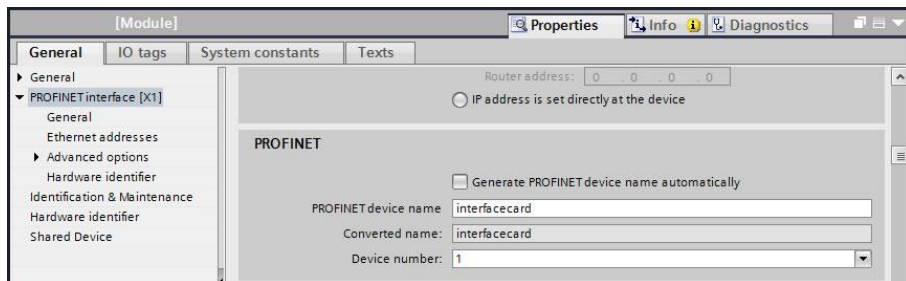 [Module]
Properties
Info
Diagnostics
General
IO tags
System constants
Texts
General
PROFINET interface [X1]
General
Ethernet addresses
Advanced options
Hardware identifier
Identification & Maintenance
Hardware identifier
Shared Device
Router address: 0 . 0 . 0 . 0
IP address is set directly at the device
PROFINET
Generate PROFINET device name automatically
PROFINET device name interfacecard
Converted name: interfacecard
Device number: 1